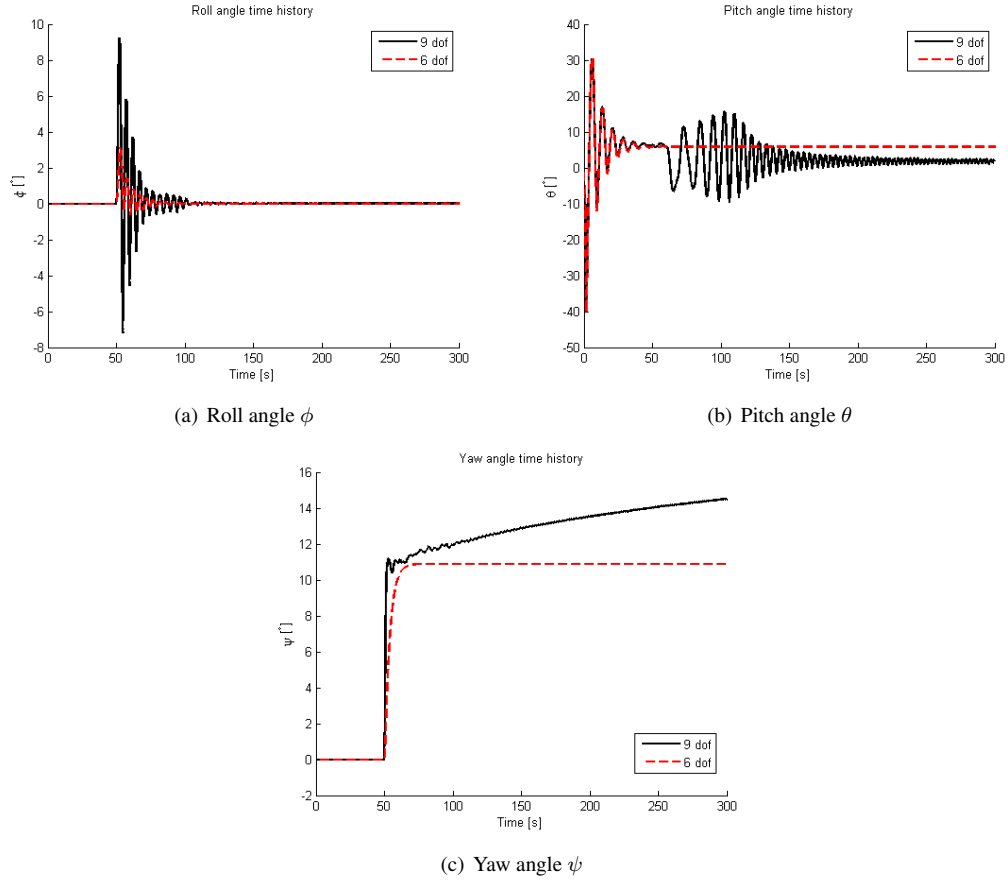 Roll angle time history
9 dof
6 dof
10
8
6
4
2
0
-2
-4
-6
-8
ϕ [°]
0 50 100 150 200 250 300
Time [s]
(a) Roll angle ϕ
Pitch angle time history
9 dof
6 dof
40
30
20
10
0
-10
-20
-30
-40
-50
θ [°]
0 50 100 150 200 250 300
Time [s]
(b) Pitch angle θ
Yaw angle time history
16
14
12
10
8
6
4
2
0
-2
ψ [°]
9 dof
6 dof
0 50 100 150 200 250 300
Time [s]
(c) Yaw angle ψ